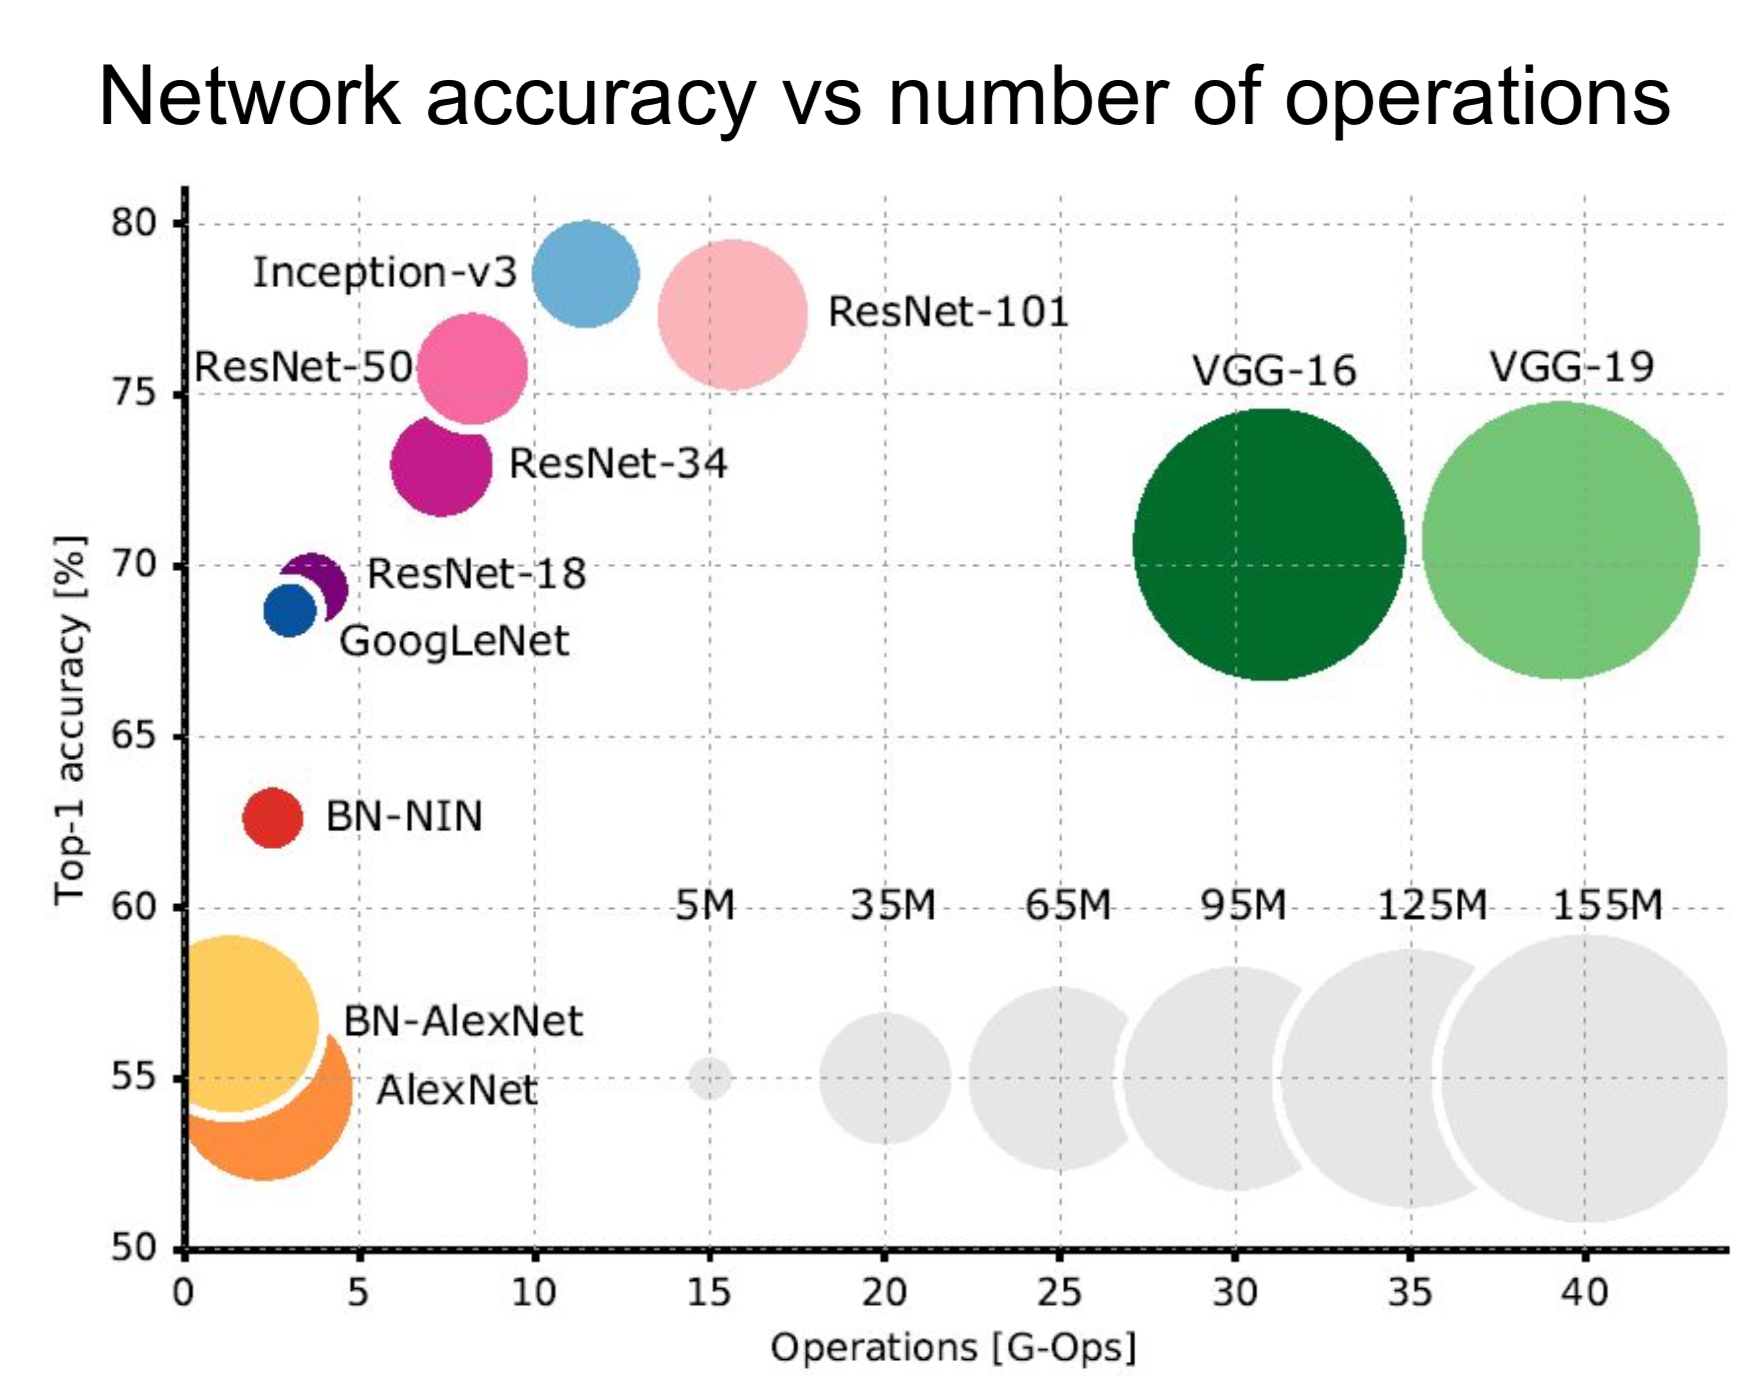 Network accuracy vs number of operations
80
Inception-v3
ResNet-101
ResNet-50
VGG-16
VGG-19
75
ResNet-34
70
ResNet-18
GoogLeNet
65
BN-NIN
60
5M
35M
65M
95M
125M
155M
BN-AlexNet
55
AlexNet
50
0
5
10
15
20
25
30
35
40
Operations [G-Ops]
Top-1 accuracy [%]